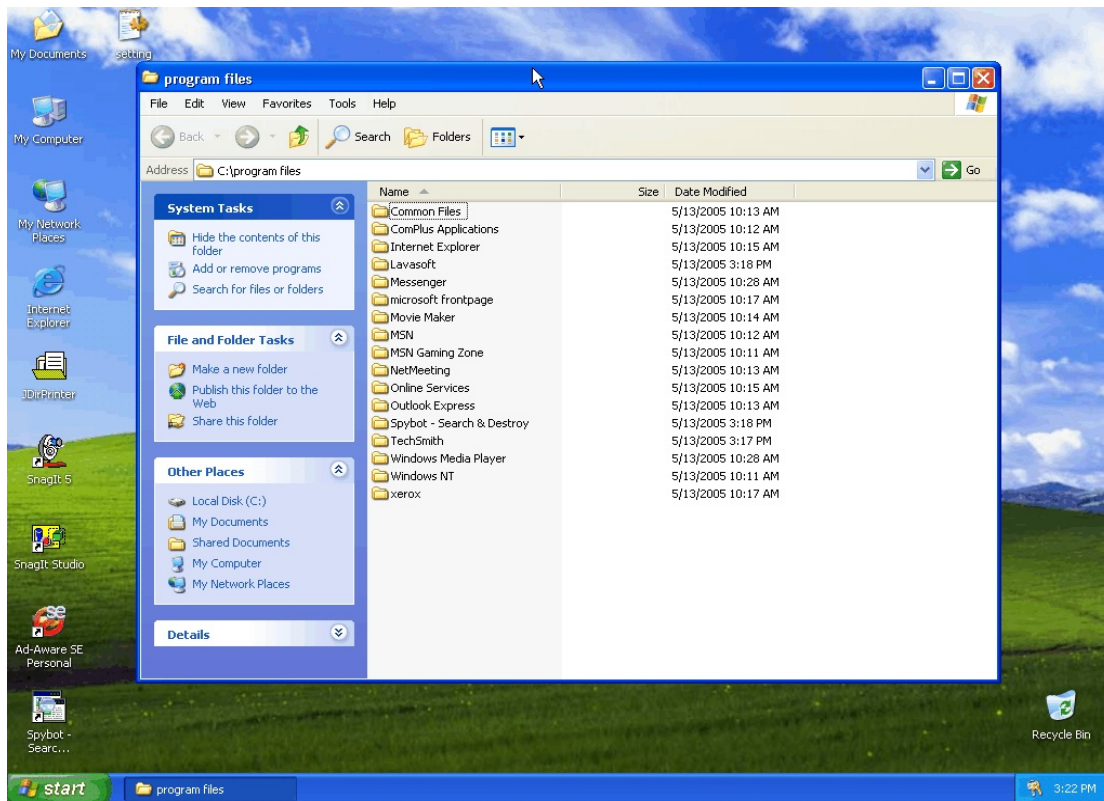 My Documents
setting
My Computer
My Network
Places
Internet
Explorer
JDirPrinter
SnagIt 5
SnagIt Studio
Ad-Aware SE
Personal
Spybot -
Searc...
program files
File Edit View Favorites Tools Help
Back Search Folders
Address C:\program files Go
System Tasks
Hide the contents of this
folder
Add or remove programs
Search for files or folders
File and Folder Tasks
Make a new folder
Publish this folder to the
Web
Share this folder
Other Places
Local Disk (C:)
My Documents
Shared Documents
My Computer
My Network Places
Details
Name Size Date Modified
Common Files 5/13/2005 10:13 AM
ComPlus Applications 5/13/2005 10:12 AM
Internet Explorer 5/13/2005 10:15 AM
Lavasoft 5/13/2005 3:18 PM
Messenger 5/13/2005 10:28 AM
microsoft frontpage 5/13/2005 10:17 AM
Movie Maker 5/13/2005 10:14 AM
MSN 5/13/2005 10:12 AM
MSN Gaming Zone 5/13/2005 10:11 AM
NetMeeting 5/13/2005 10:13 AM
Online Services 5/13/2005 10:15 AM
Outlook Express 5/13/2005 10:13 AM
Spybot - Search & Destroy 5/13/2005 3:18 PM
TechSmith 5/13/2005 3:17 PM
Windows Media Player 5/13/2005 10:28 AM
Windows NT 5/13/2005 10:11 AM
xerox 5/13/2005 10:17 AM
Recycle Bin
start program files 3:22 PM